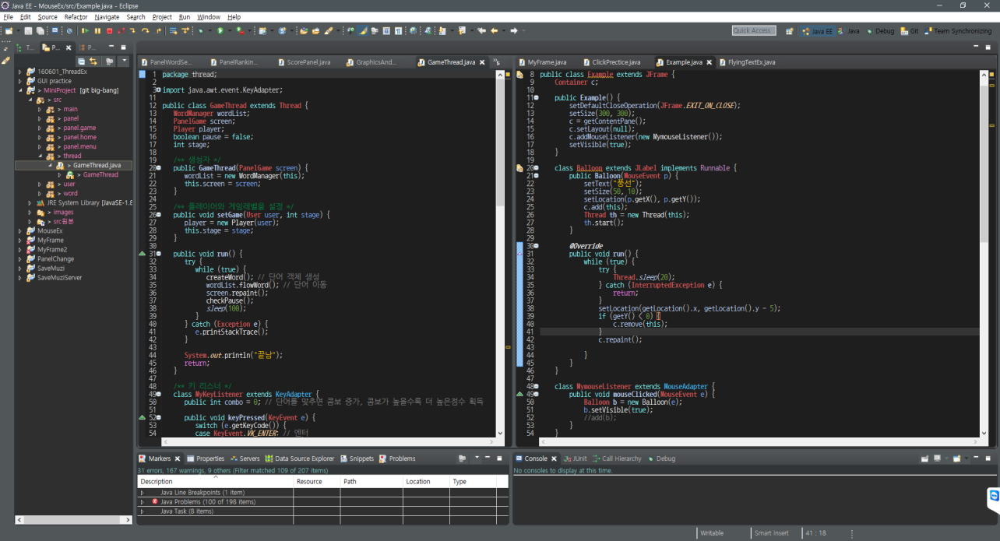 Java EE - MouseEx/src/Example.java - Eclipse
File Edit Source Refactor Navigate Search Project Run Window Help
Quick Access
Java EE Java Debug Git Team Synchronizing
T... P... P...
160601_ThreadEx
GUI practice
> MiniProject [git big-bang]
> src
> main
> panel
> panel.game
> panel.home
> panel.menu
> thread
> GameThread.java
> GameThread
> user
> word
JRE System Library [JavaSE-1.8
> images
> src원본
MouseEx
MyFrame
MyFrame2
PanelChange
SaveMuzi
SaveMuziServer
PanelWordSe... PanelRankin... ScorePanel.java GraphicsAnd... GameThread.java
1 package thread;
2
3 import java.awt.event.KeyAdapter;
11
12 public class GameThread extends Thread {
13 WordManager wordList;
14 PanelGame screen;
15 Player player;
16 boolean pause = false;
17 int stage;
18
19 /** 생성자 */
20 public GameThread(PanelGame screen) {
21 wordList = new WordManager(this);
22 this.screen = screen;
23 }
24
25 /** 플레이어와 게임레벨을 설정 */
26 public void setGame(User user, int stage) {
27 player = new Player(user);
28 this.stage = stage;
29 }
30
31 public void run() {
32 try {
33 while (true) {
34 createWord(); // 단어 객체 생성
35 wordList.flowWord(); // 단어 이동
36 screen.repaint();
37 checkPause();
38 sleep(100);
39 }
40 } catch (Exception e) {
41 e.printStackTrace();
42 }
43
44 System.out.println("끝남");
45 return;
46 }
47
48 /** 키 리스너 */
49 class MyKeyListener extends KeyAdapter {
50 public int combo = 0; // 단어를 맞추면 콤보 증가, 콤보가 높을수록 더 높은점수 획득
51
52 public void keyPressed(KeyEvent e) {
53 switch (e.getKeyCode()) {
54 case KeyEvent.VK_ENTER: // 엔터
MyFrame.java ClickPrectice.java Example.java FlyingTextEx.java
8 public class Example extends JFrame {
9 Container c;
10
11 public Example() {
12 setDefaultCloseOperation(JFrame.EXIT_ON_CLOSE);
13 setSize(300, 300);
14 c = getContentPane();
15 c.setLayout(null);
16 c.addMouseListener(new MymouseListener());
17 setVisible(true);
18 }
19
20 class Balloon extends JLabel implements Runnable {
21 public Balloon(MouseEvent p) {
22 setText("풍선");
23 setSize(50, 10);
24 setLocation(p.getX(), p.getY());
25 c.add(this);
26 Thread th = new Thread(this);
27 th.start();
28 }
29
30 @Override
31 public void run() {
32 while (true) {
33 try {
34 Thread.sleep(20);
35 } catch (InterruptedException e) {
36 return;
37 }
38 setLocation(getLocation().x, getLocation().y - 5);
39 if (getY() < 0) {
40 c.remove(this);
41 }
42 c.repaint();
43
44 }
45 }
46 }
47
48 class MymouseListener extends MouseAdapter {
49 public void mouseClicked(MouseEvent e) {
50 Balloon b = new Balloon(e);
51 b.setVisible(true);
52 //add(b);
53 }
54 }
Markers Properties Servers Data Source Explorer Snippets Problems
31 errors, 167 warnings, 9 others (Filter matched 109 of 207 items)
Description Resource Path Location Type
Java Line Breakpoints (1 item)
Java Problems (100 of 198 items)
Java Task (8 items)
Console JUnit Call Hierarchy Debug
No consoles to display at this time.
Writable Smart Insert 41 : 18